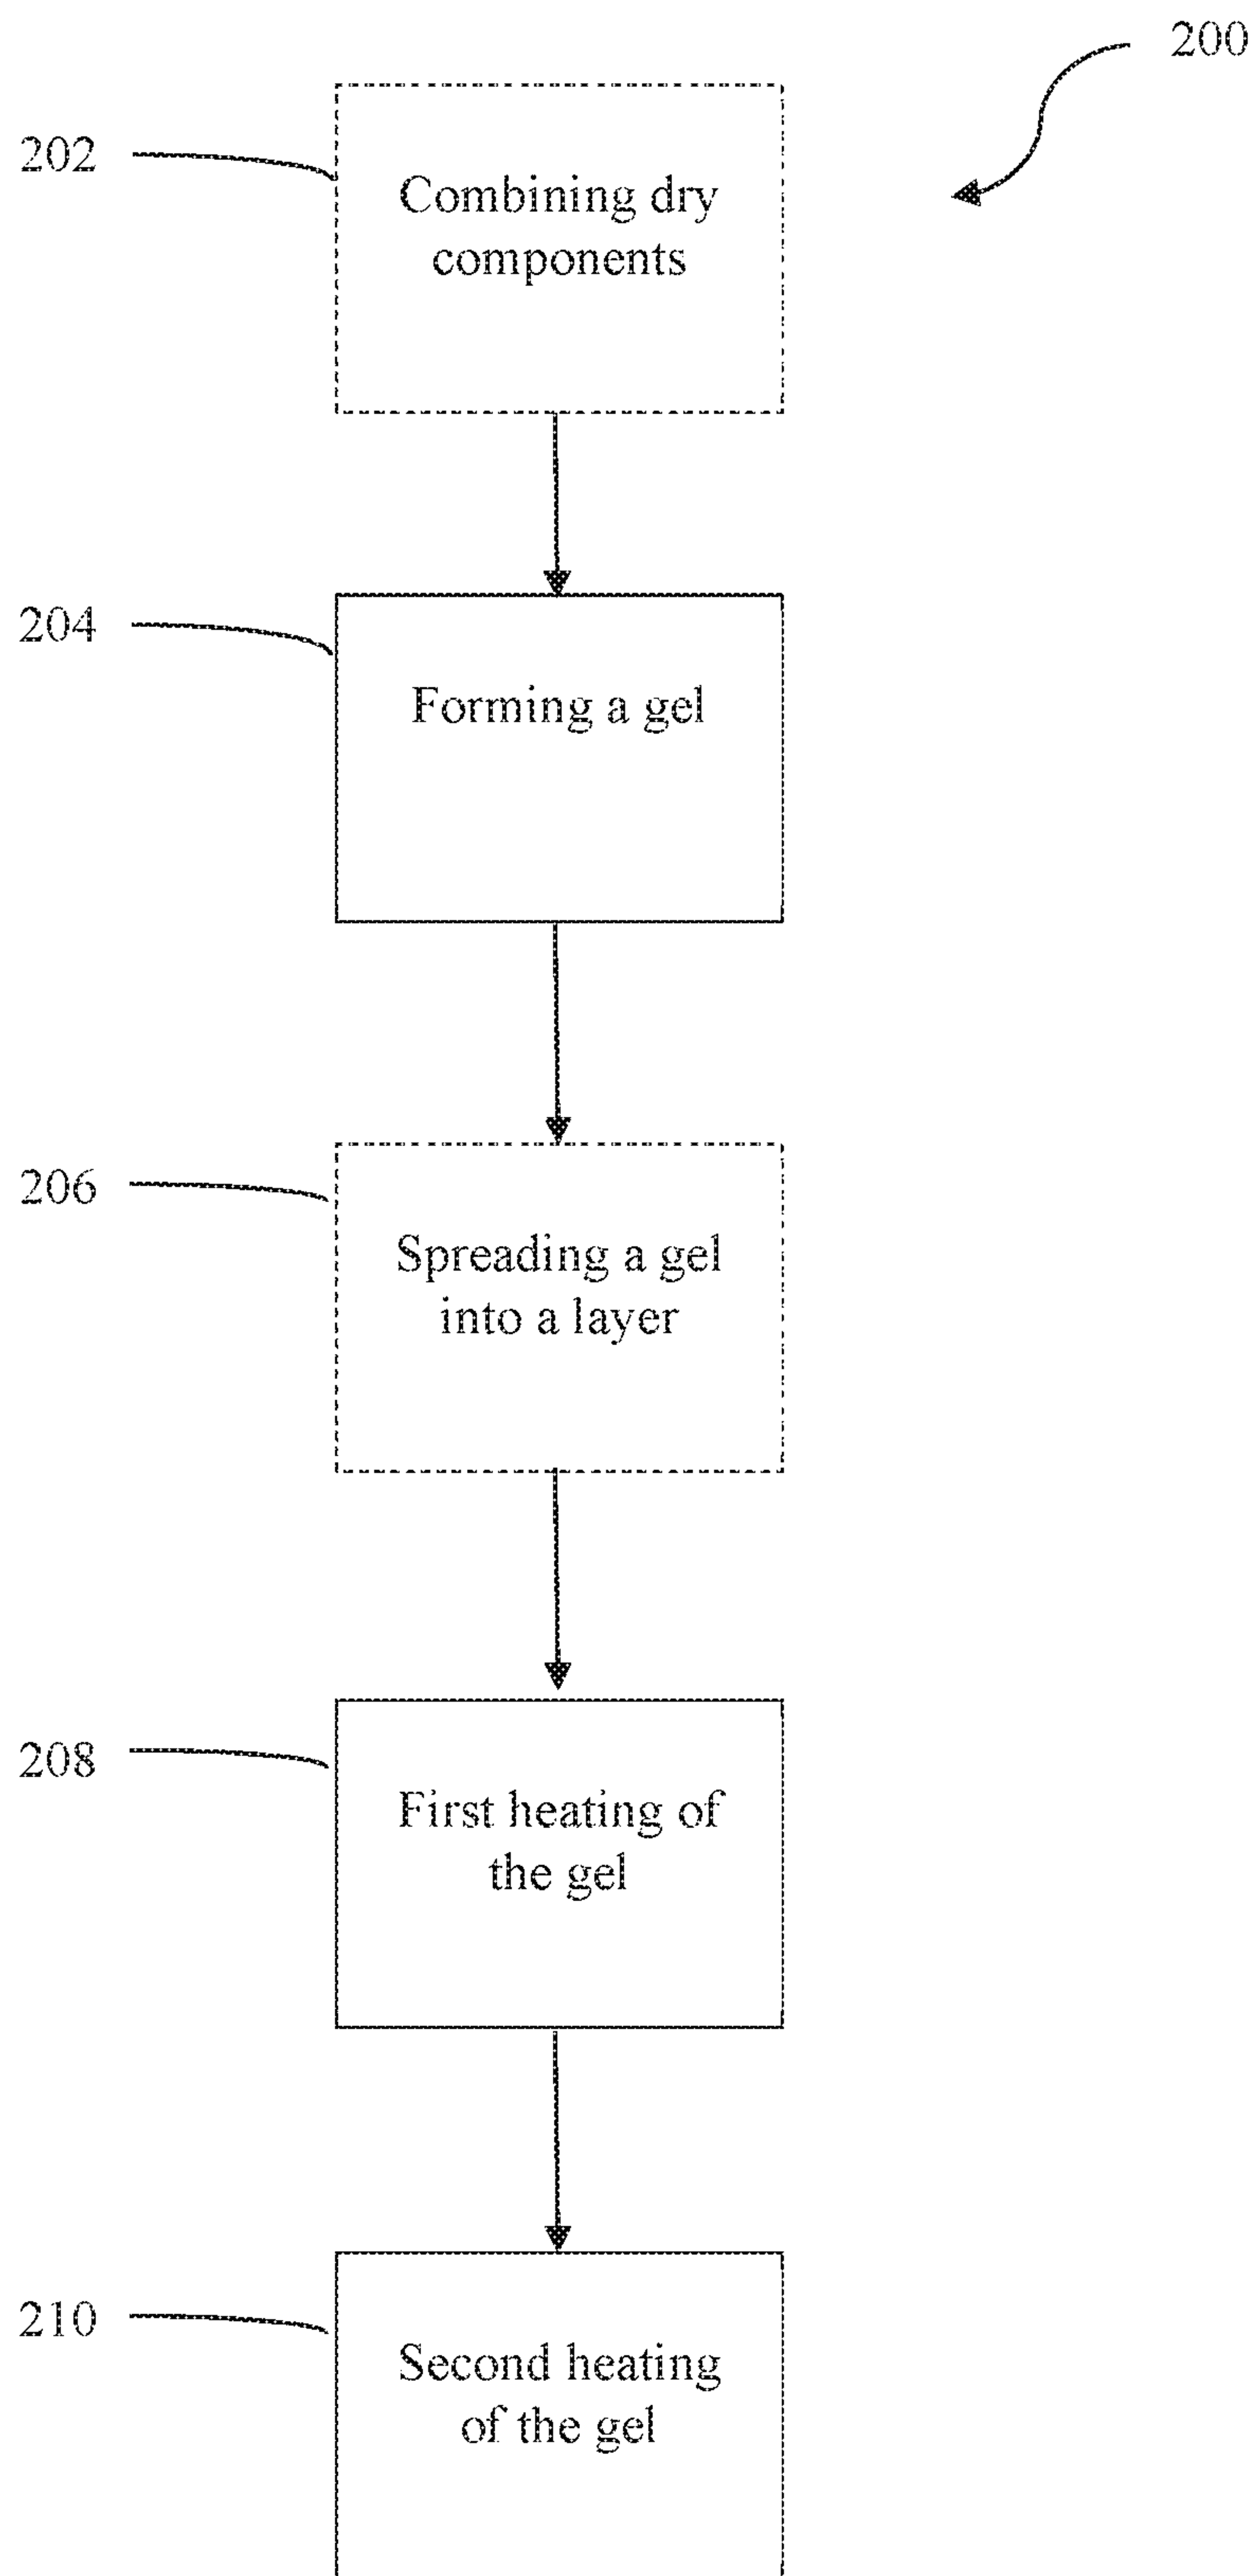 200
202
Combining dry
components
204
Forming a gel
206
Spreading a gel
into a layer
208
First heating of
the gel
210
Second heating
of the gel